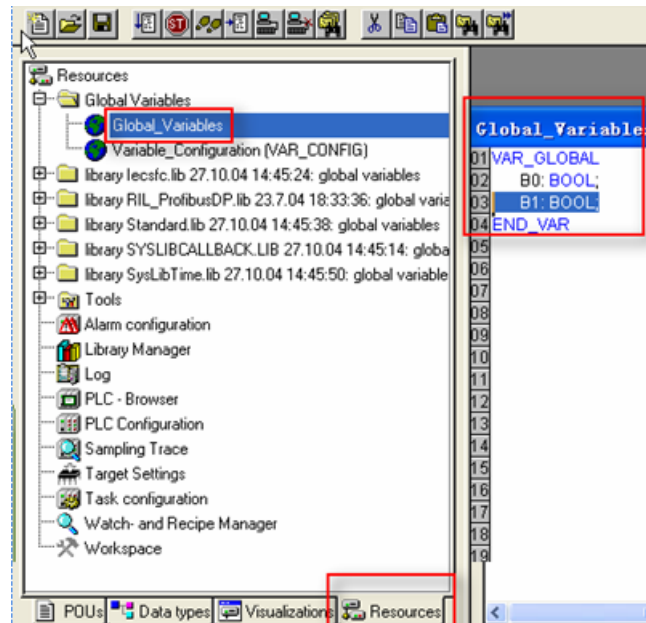 Resources
Global Variables
Global_Variables
Variable_Configuration (VAR_CONFIG)
library Iecsfc.lib 27.10.04 14:45:24: global variables
library RIL_ProfibusDP.lib 23.7.04 18:33:36: global varia
library Standard.lib 27.10.04 14:45:38: global variables
library SYSLIBCALLBACK.LIB 27.10.04 14:45:14: globa
library SysLibTime.lib 27.10.04 14:45:50: global variable
Tools
Alarm configuration
Library Manager
Log
PLC - Browser
PLC Configuration
Sampling Trace
Target Settings
Task configuration
Watch- and Recipe Manager
Workspace
POUs Data types Visualizations Resources
Global_Variables
01 VAR_GLOBAL
02 B0: BOOL;
03 B1: BOOL;
04 END_VAR
05
06
07
08
09
10
11
12
13
14
15
16
17
18
19